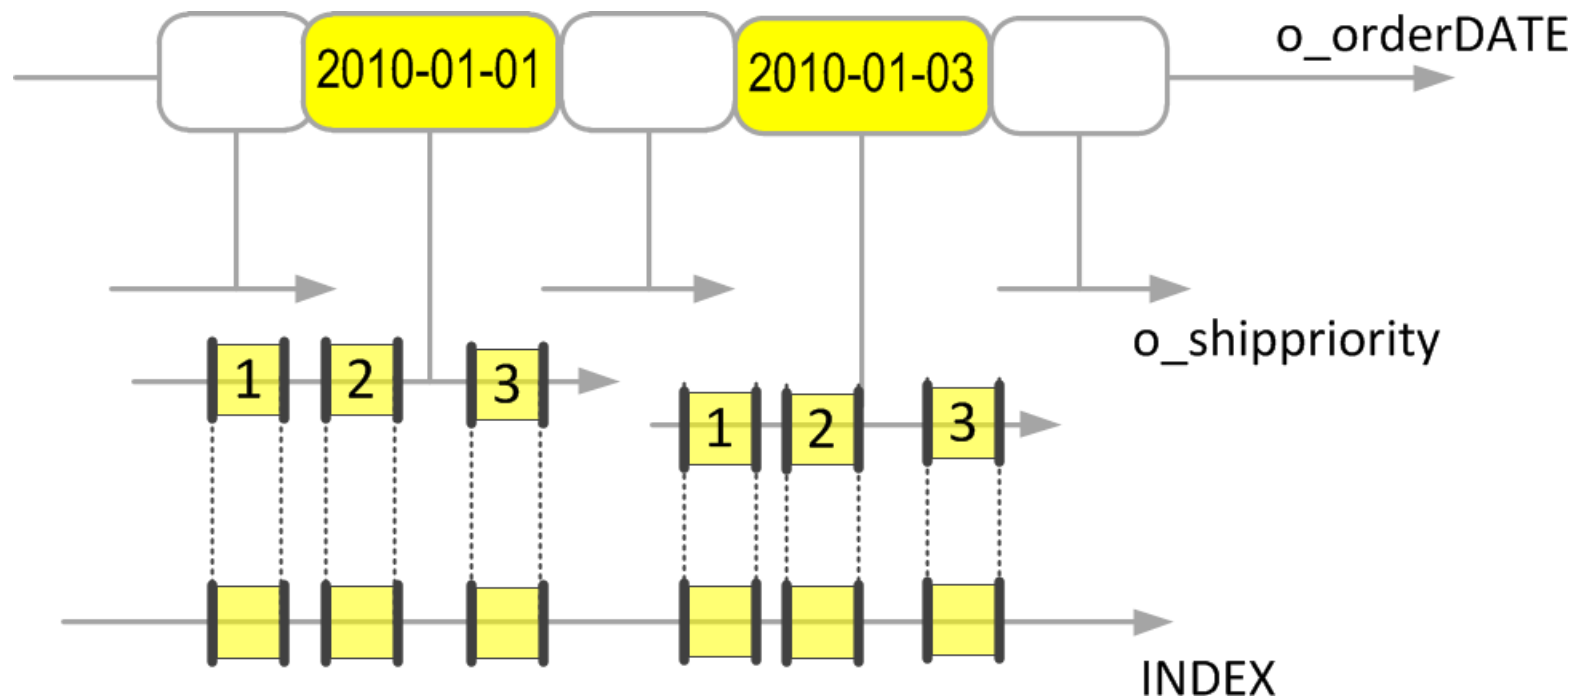 o_orderDATE
2010-01-01
2010-01-03
o_shippriority
1 2 3
1 2 3
INDEX